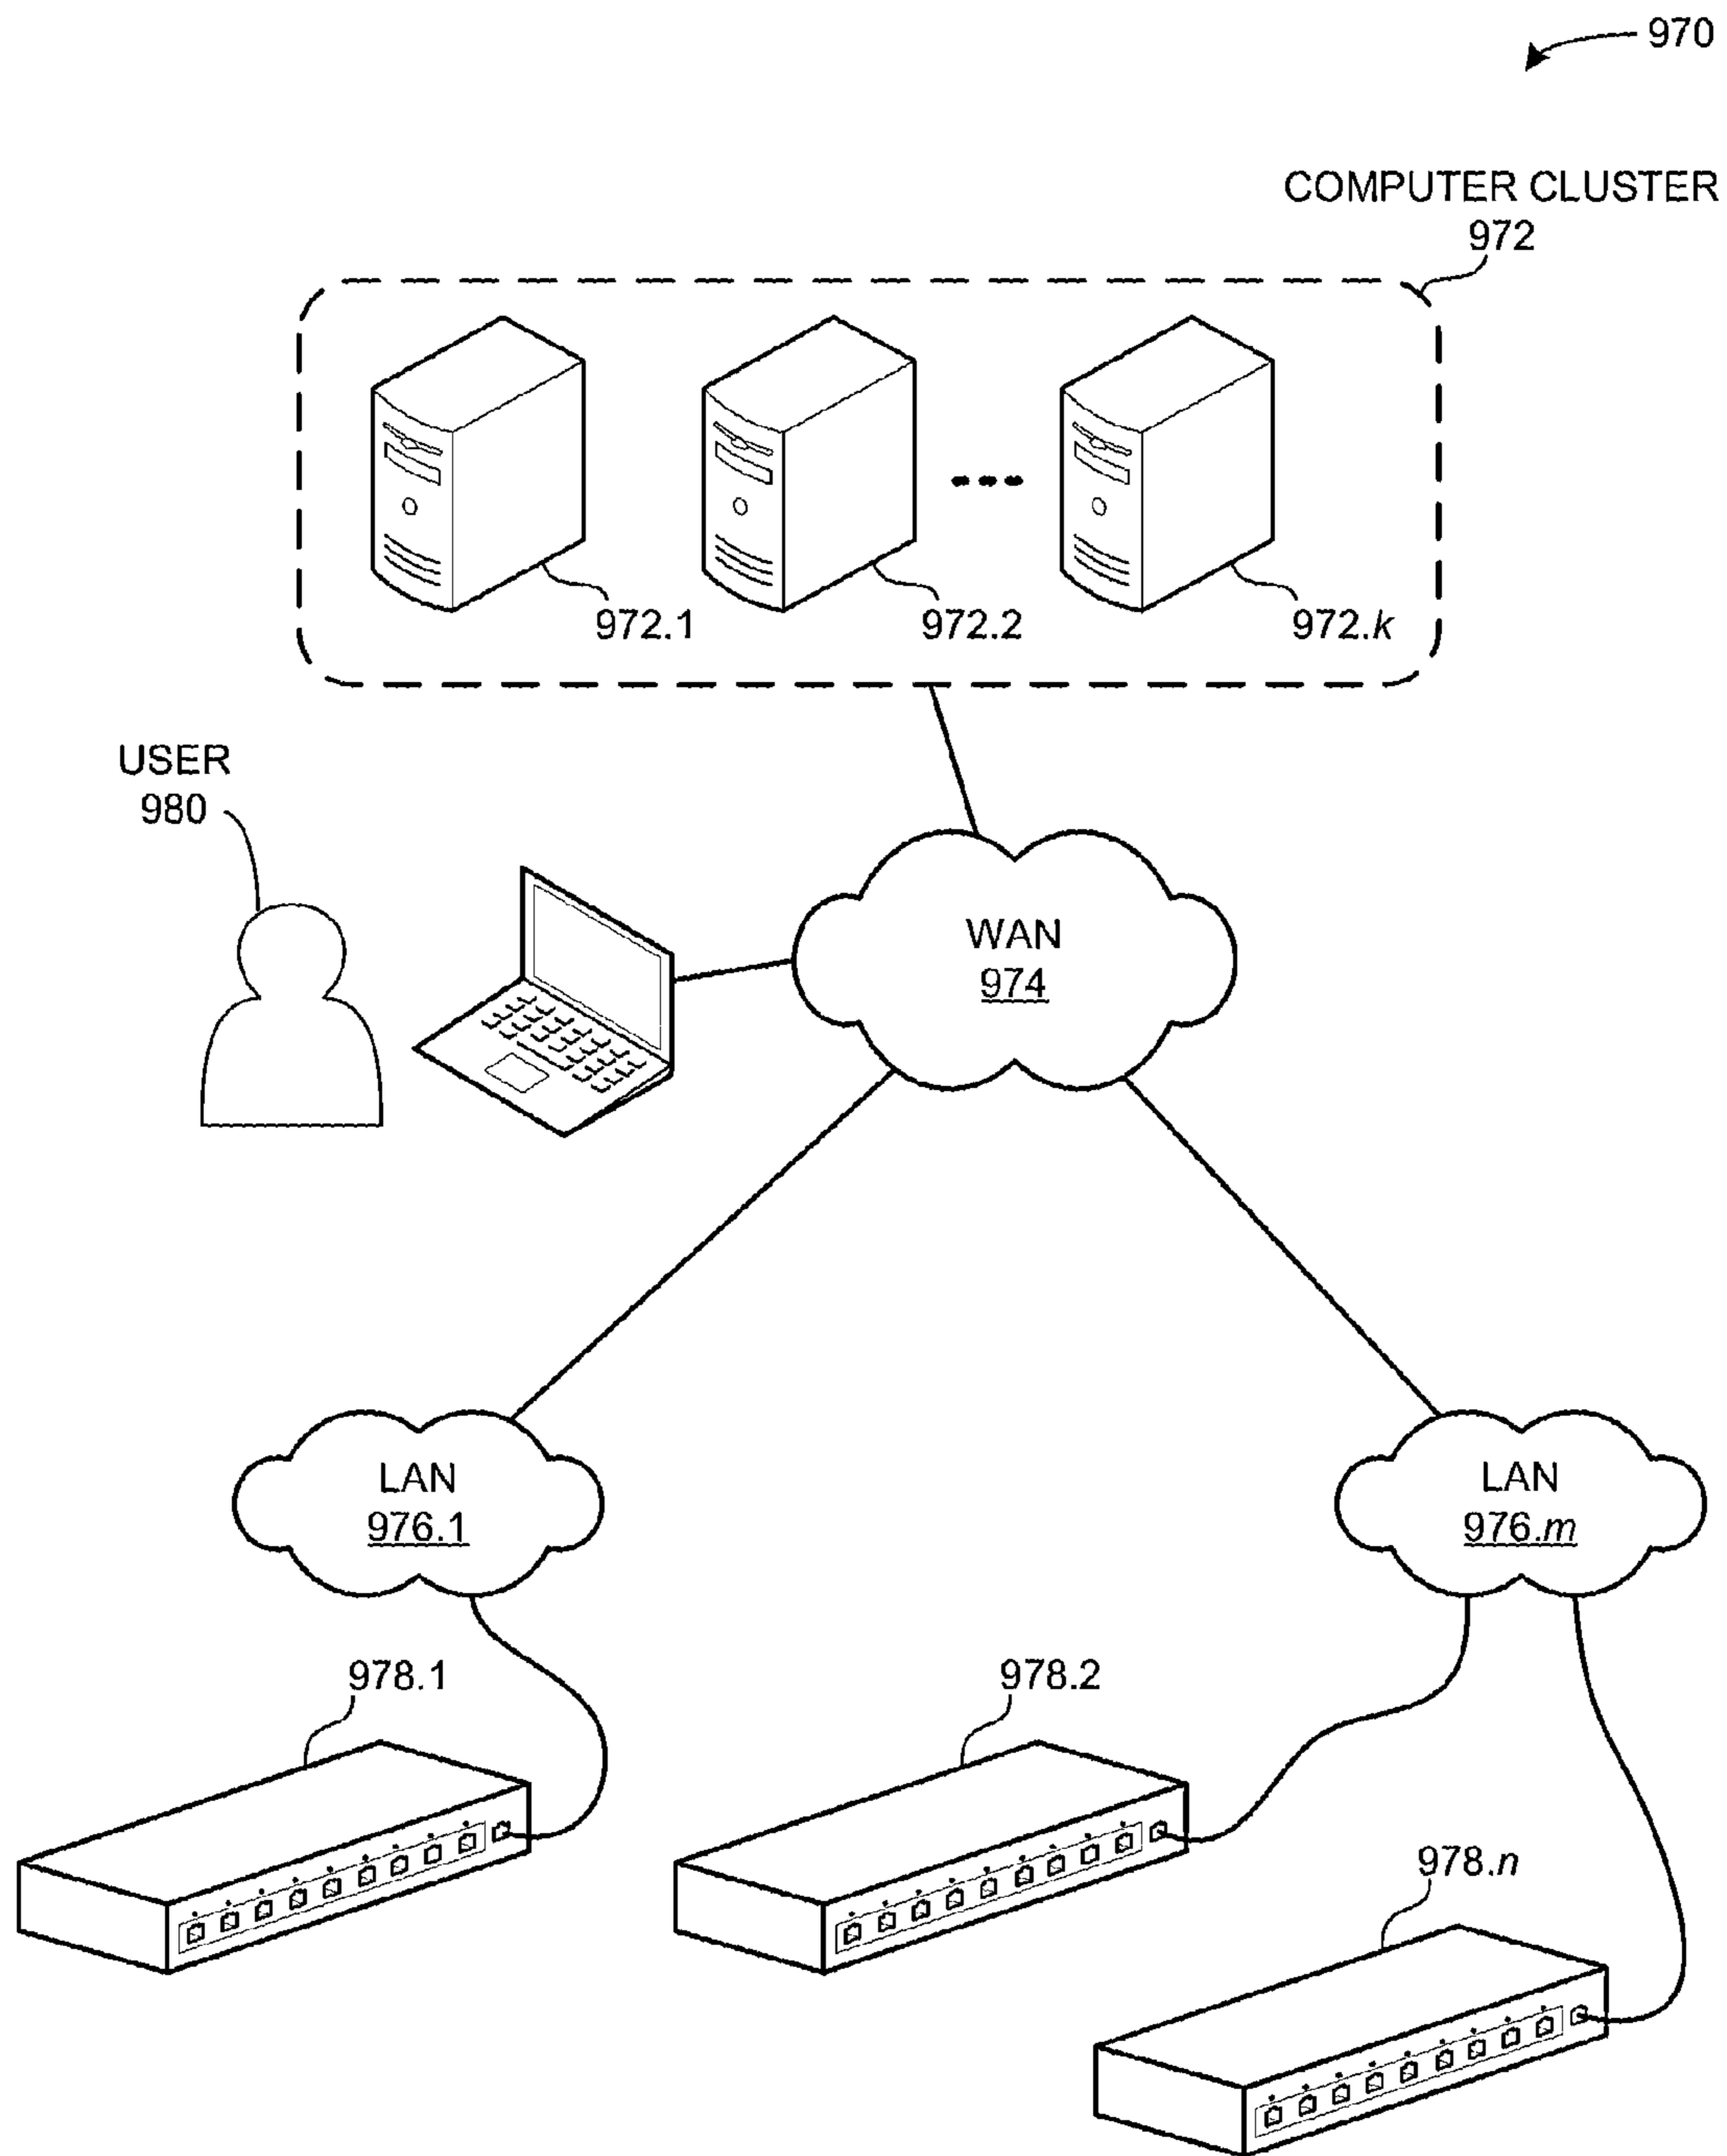 970
COMPUTER CLUSTER
972
972.1
972.2
972.k
USER
980
WAN
974
LAN
976.1
LAN
976.m
978.1
978.2
978.n